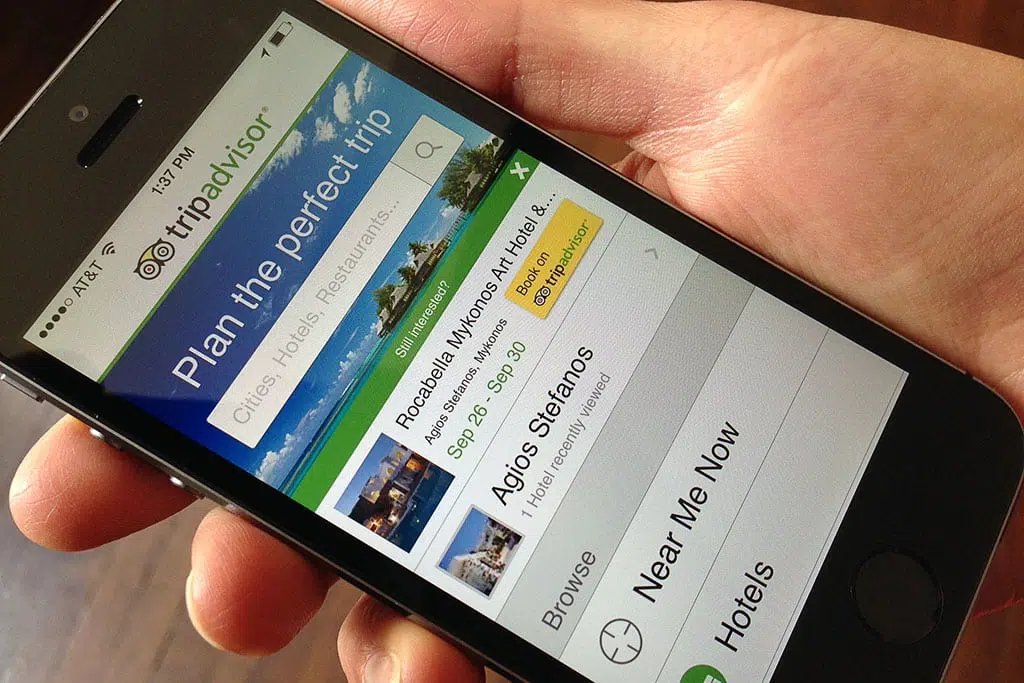 AT&T 1:37 PM
tripadvisor®
Plan the perfect trip
Cities, Hotels, Restaurants...
Still interested?
Rocabella Mykonos Art Hotel &...
Agios Stefanos, Mykonos
Sep 26 - Sep 30
Book on
tripadvisor®
Agios Stefanos
1 Hotel recently viewed
Browse
Near Me Now
Hotels